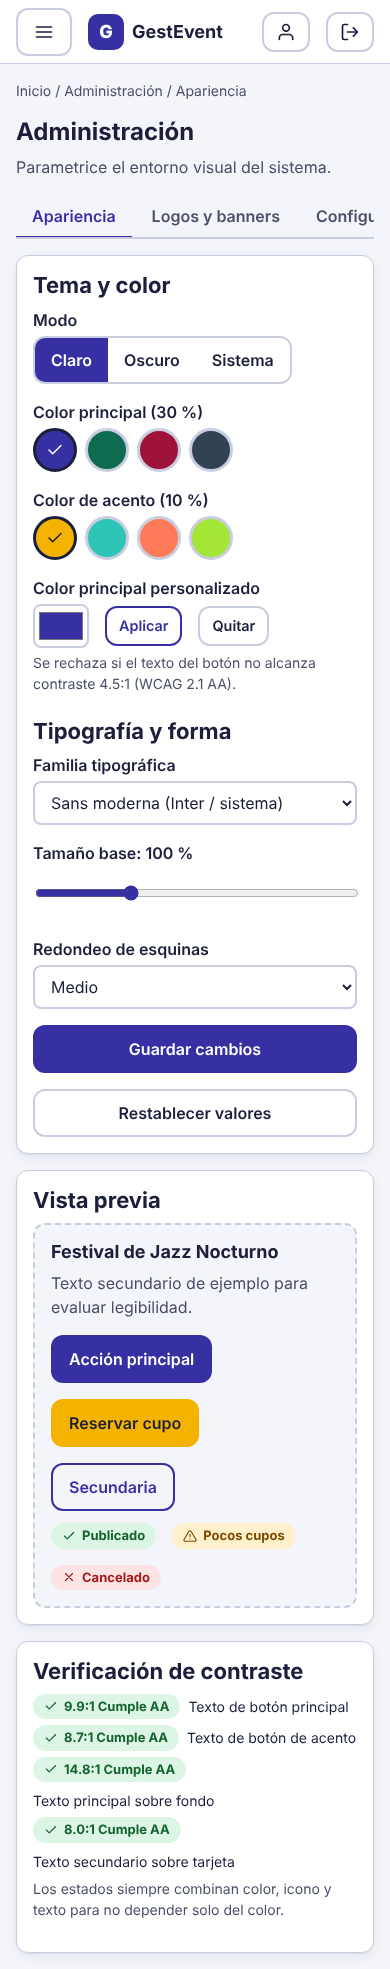 G GestEvent
Inicio / Administración / Apariencia
Administración
Parametrice el entorno visual del sistema.
Apariencia Logos y banners Configu
Tema y color
Modo
Claro Oscuro Sistema
Color principal (30 %)
Color de acento (10 %)
Color principal personalizado
Aplicar Quitar
Se rechaza si el texto del botón no alcanza
contraste 4.5:1 (WCAG 2.1 AA).
Tipografía y forma
Familia tipográfica
Sans moderna (Inter / sistema)
Tamaño base: 100 %
Redondeo de esquinas
Medio
Guardar cambios
Restablecer valores
Vista previa
Festival de Jazz Nocturno
Texto secundario de ejemplo para
evaluar legibilidad.
Acción principal
Reservar cupo
Secundaria
Publicado Pocos cupos
Cancelado
Verificación de contraste
9.9:1 Cumple AA Texto de botón principal
8.7:1 Cumple AA Texto de botón de acento
14.8:1 Cumple AA
Texto principal sobre fondo
8.0:1 Cumple AA
Texto secundario sobre tarjeta
Los estados siempre combinan color, icono y
texto para no depender solo del color.